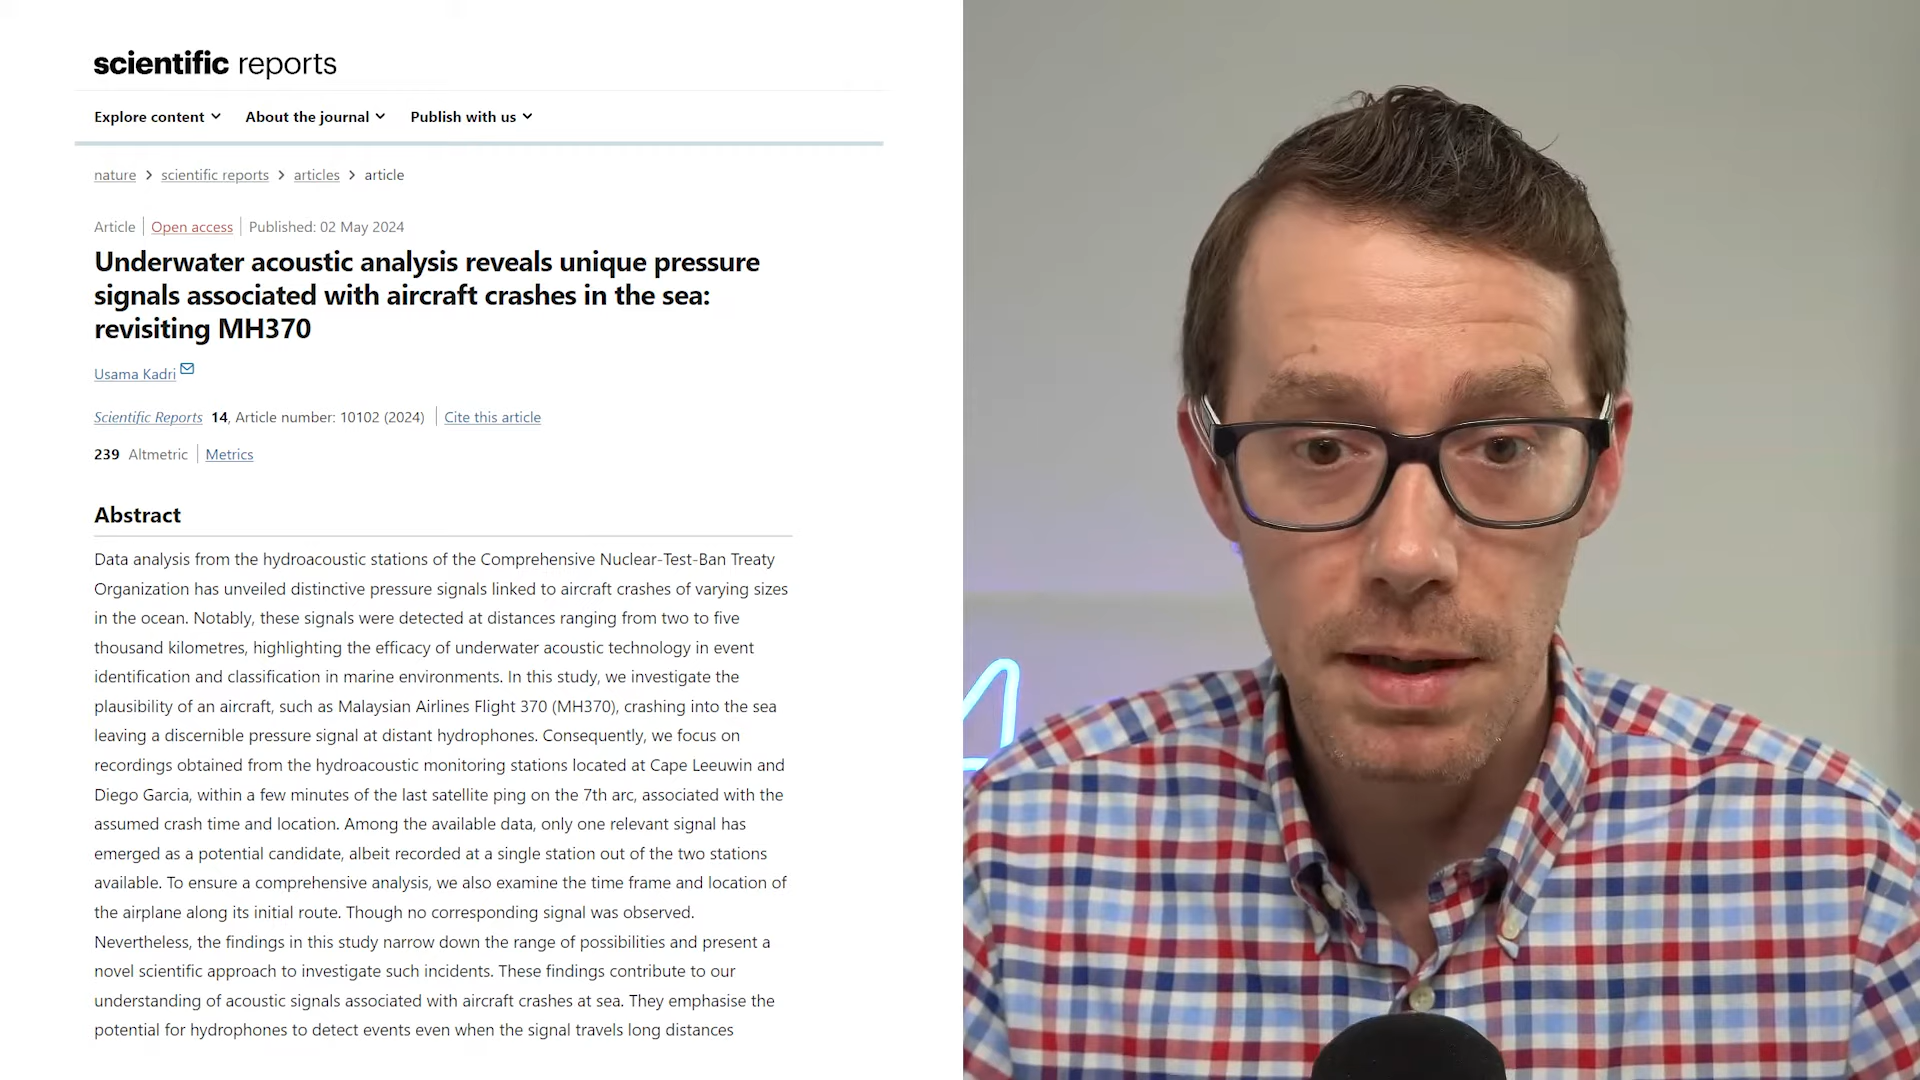 scientific reports
Explore content About the journal Publish with us
nature > scientific reports > articles > article
Article | Open access | Published: 02 May 2024
Underwater acoustic analysis reveals unique pressure
signals associated with aircraft crashes in the sea:
revisiting MH370
Usama Kadri
Scientific Reports 14, Article number: 10102 (2024) | Cite this article
239 Altmetric | Metrics
Abstract
Data analysis from the hydroacoustic stations of the Comprehensive Nuclear-Test-Ban Treaty
Organization has unveiled distinctive pressure signals linked to aircraft crashes of varying sizes
in the ocean. Notably, these signals were detected at distances ranging from two to five
thousand kilometres, highlighting the efficacy of underwater acoustic technology in event
identification and classification in marine environments. In this study, we investigate the
plausibility of an aircraft, such as Malaysian Airlines Flight 370 (MH370), crashing into the sea
leaving a discernible pressure signal at distant hydrophones. Consequently, we focus on
recordings obtained from the hydroacoustic monitoring stations located at Cape Leeuwin and
Diego Garcia, within a few minutes of the last satellite ping on the 7th arc, associated with the
assumed crash time and location. Among the available data, only one relevant signal has
emerged as a potential candidate, albeit recorded at a single station out of the two stations
available. To ensure a comprehensive analysis, we also examine the time frame and location of
the airplane along its initial route. Though no corresponding signal was observed.
Nevertheless, the findings in this study narrow down the range of possibilities and present a
novel scientific approach to investigate such incidents. These findings contribute to our
understanding of acoustic signals associated with aircraft crashes at sea. They emphasise the
potential for hydrophones to detect events even when the signal travels long distances